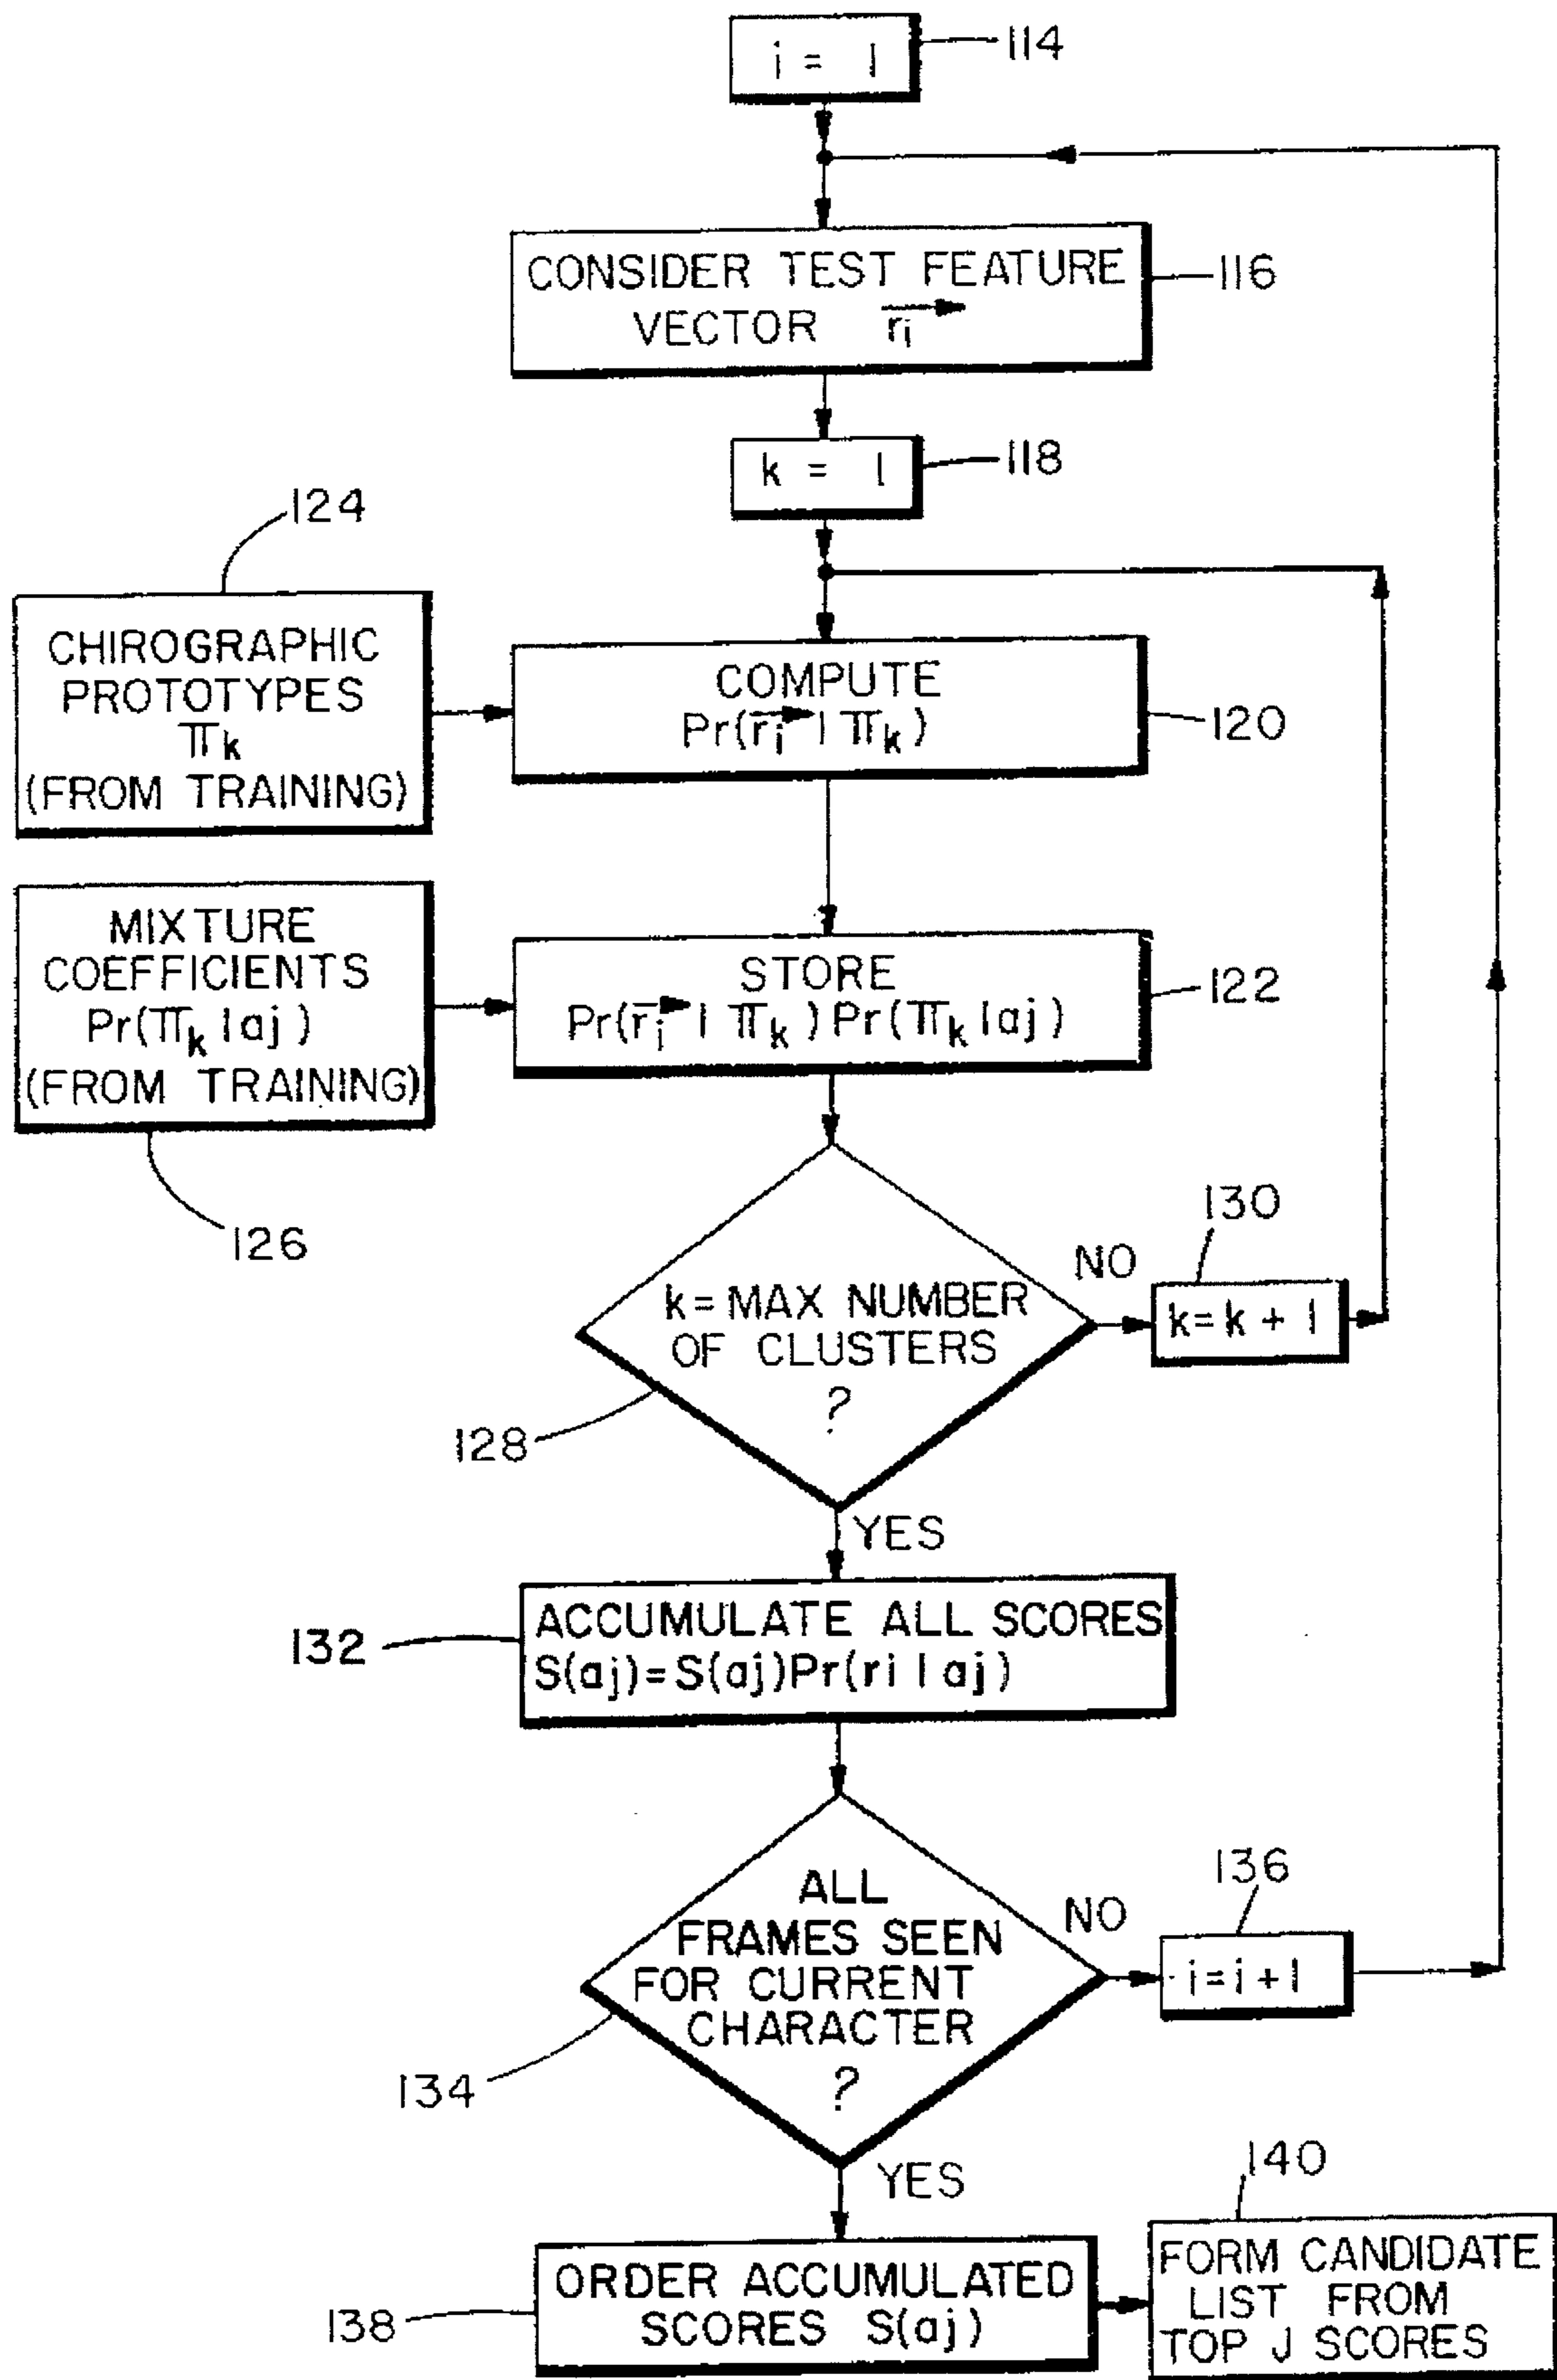 i = 1
114
CONSIDER TEST FEATURE
VECTOR r⃗i
116
k = 1
118
124
CHIROGRAPHIC
PROTOTYPES
πk
(FROM TRAINING)
COMPUTE
Pr(r⃗i | πk)
120
MIXTURE
COEFFICIENTS
Pr(πk | aj)
(FROM TRAINING)
126
STORE
Pr(r⃗i | πk) Pr(πk | aj)
122
k = MAX NUMBER
OF CLUSTERS
?
128
NO
130
k = k + 1
YES
132
ACCUMULATE ALL SCORES
S(aj) = S(aj)Pr(ri | aj)
ALL
FRAMES SEEN
FOR CURRENT
CHARACTER
?
134
NO
136
i = i + 1
YES
138
ORDER ACCUMULATED
SCORES S(aj)
140
FORM CANDIDATE
LIST FROM
TOP J SCORES